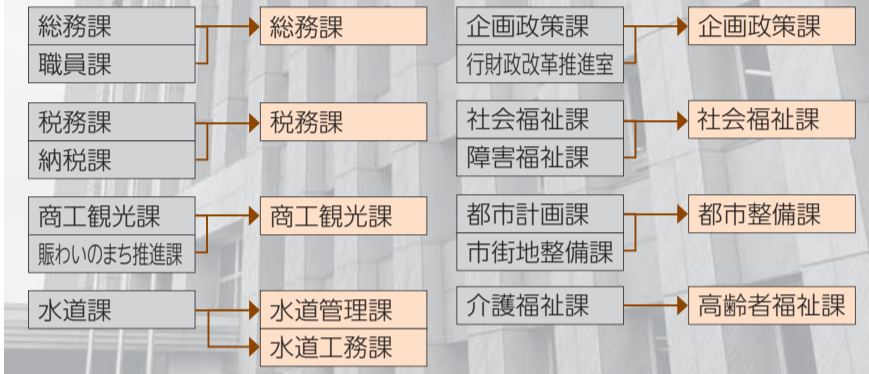 総務課
職員課
総務課
税務課
納税課
税務課
商工観光課
賑わいのまち推進課
商工観光課
水道課
水道管理課
水道工務課
企画政策課
行財政改革推進室
企画政策課
社会福祉課
障害福祉課
社会福祉課
都市計画課
市街地整備課
都市整備課
介護福祉課
高齢者福祉課